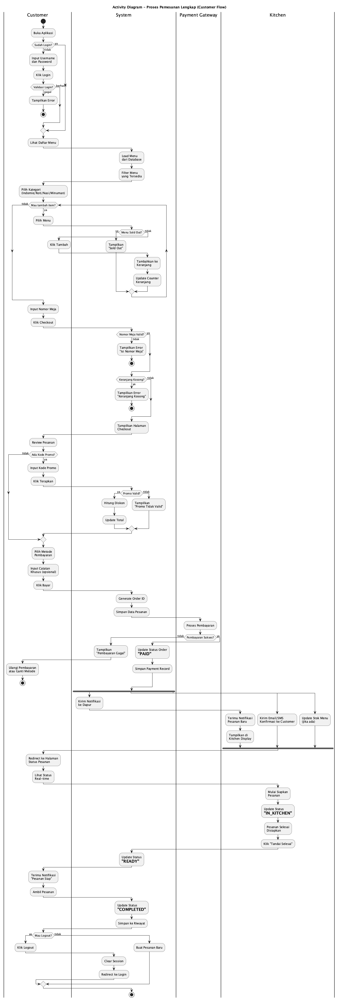 Activity Diagram - Proses Pemesanan Lengkap (Customer Flow)
Customer
System
Payment Gateway
Kitchen
Buka Aplikasi
Sudah Login?
ya
tidak
Input Username
dan Password
Klik Login
Validasi Login?
berhasil
gagal
Tampilkan Error
Lihat Daftar Menu
Load Menu
dari Database
Filter Menu
yang Tersedia
Pilih Kategori
(Indomie/Roti/Nasi/Minuman)
tidak
Mau tambah item?
ya
Pilih Menu
ya
Menu Sold Out?
tidak
Klik Tambah
Tampilkan
"Sold Out"
Tambahkan ke
Keranjang
Update Counter
Keranjang
Input Nomor Meja
Klik Checkout
Nomor Meja Valid?
ya
tidak
Tampilkan Error
"Isi Nomor Meja"
Keranjang Kosong?
tidak
ya
Tampilkan Error
"Keranjang Kosong"
Tampilkan Halaman
Checkout
Review Pesanan
tidak
Ada Kode Promo?
ya
Input Kode Promo
Klik Terapkan
ya
Promo Valid?
tidak
Hitung Diskon
Update Total
Tampilkan
"Promo Tidak Valid"
Pilih Metode
Pembayaran
Input Catatan
Khusus (opsional)
Klik Bayar
Generate Order ID
Simpan Data Pesanan
Proses Pembayaran
tidak
Pembayaran Sukses?
ya
Tampilkan
"Pembayaran Gagal"
Update Status Order
"PAID"
Ulangi Pembayaran
atau Ganti Metode
Simpan Payment Record
Kirim Notifikasi
ke Dapur
Terima Notifikasi
Pesanan Baru
Kirim Email/SMS
Konfirmasi ke Customer
Update Stok Menu
(jika ada)
Tampilkan di
Kitchen Display
Redirect ke Halaman
Status Pesanan
Lihat Status
Real-time
Mulai Siapkan
Pesanan
Update Status
"IN_KITCHEN"
Pesanan Selesai
Disiapkan
Klik "Tandai Selesai"
Update Status
"READY"
Terima Notifikasi
"Pesanan Siap"
Ambil Pesanan
Update Status
"COMPLETED"
Simpan ke Riwayat
ya
Mau Logout?
tidak
Klik Logout
Buat Pesanan Baru
Clear Session
Redirect ke Login